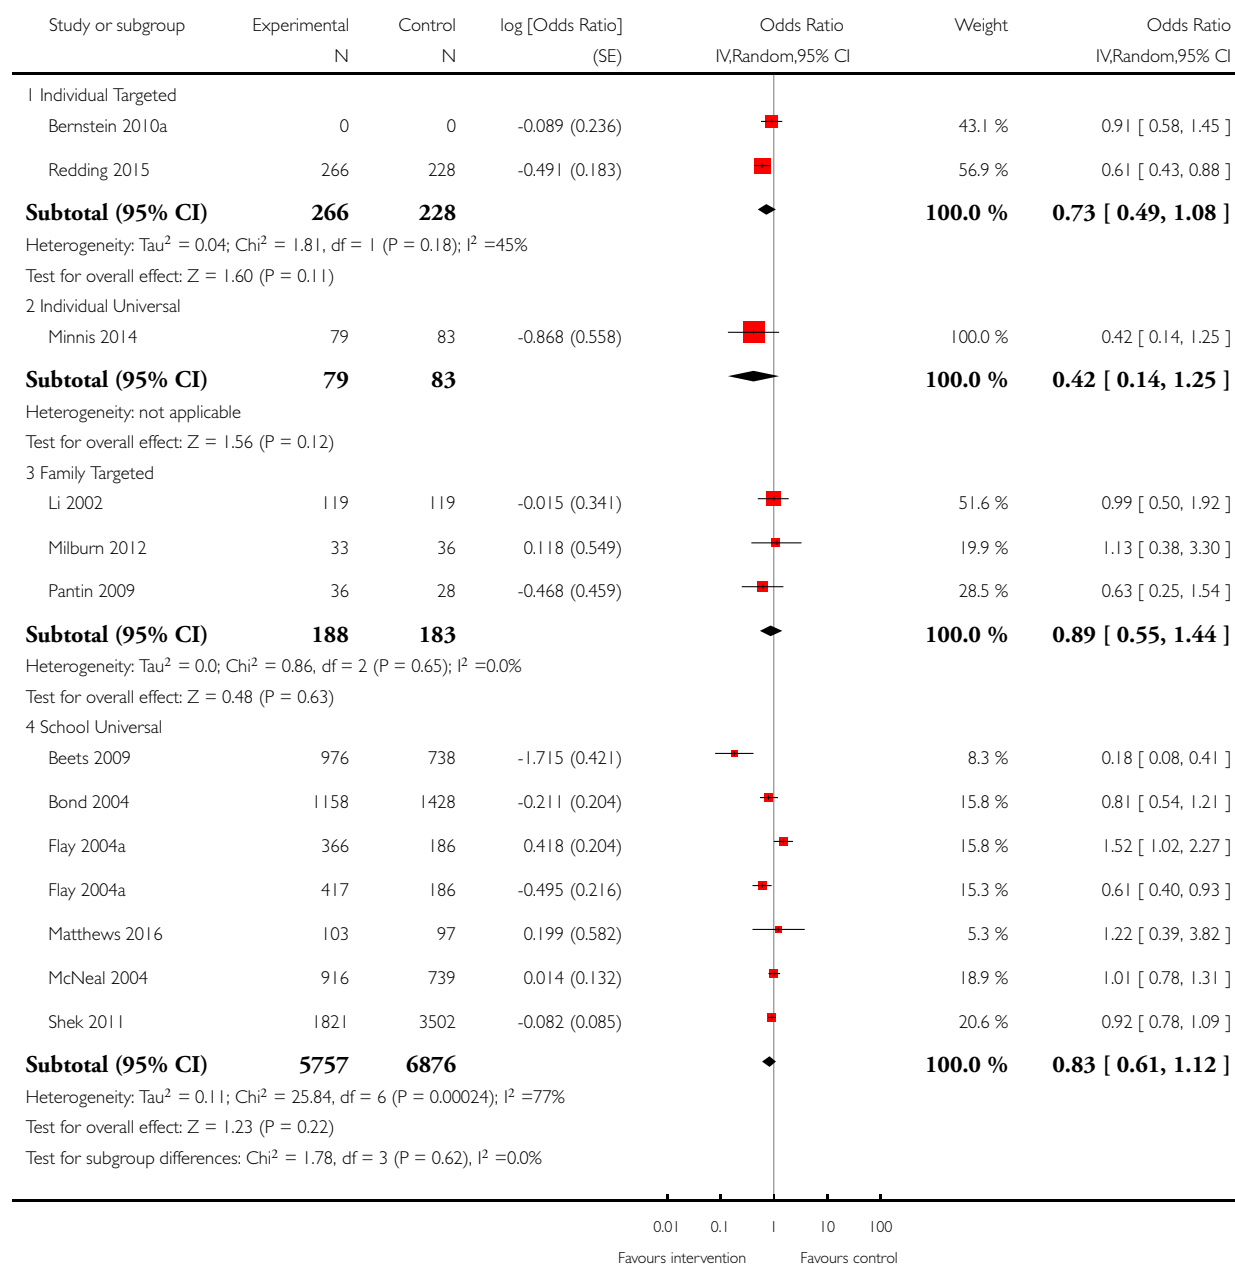 Study or subgroup Experimental Control log [Odds Ratio] Odds Ratio Weight Odds Ratio
N N (SE) IV,Random,95% CI IV,Random,95% CI
1 Individual Targeted
Bernstein 2010a 0 0 -0.089 (0.236) 43.1 % 0.91 [ 0.58, 1.45 ]
Redding 2015 266 228 -0.491 (0.183) 56.9 % 0.61 [ 0.43, 0.88 ]
Subtotal (95% CI) 266 228 100.0 % 0.73 [ 0.49, 1.08 ]
Heterogeneity: Tau² = 0.04; Chi² = 1.81, df = 1 (P = 0.18); I² =45%
Test for overall effect: Z = 1.60 (P = 0.11)
2 Individual Universal
Minnis 2014 79 83 -0.868 (0.558) 100.0 % 0.42 [ 0.14, 1.25 ]
Subtotal (95% CI) 79 83 100.0 % 0.42 [ 0.14, 1.25 ]
Heterogeneity: not applicable
Test for overall effect: Z = 1.56 (P = 0.12)
3 Family Targeted
Li 2002 119 119 -0.015 (0.341) 51.6 % 0.99 [ 0.50, 1.92 ]
Milburn 2012 33 36 0.118 (0.549) 19.9 % 1.13 [ 0.38, 3.30 ]
Pantin 2009 36 28 -0.468 (0.459) 28.5 % 0.63 [ 0.25, 1.54 ]
Subtotal (95% CI) 188 183 100.0 % 0.89 [ 0.55, 1.44 ]
Heterogeneity: Tau² = 0.0; Chi² = 0.86, df = 2 (P = 0.65); I² =0.0%
Test for overall effect: Z = 0.48 (P = 0.63)
4 School Universal
Beets 2009 976 738 -1.715 (0.421) 8.3 % 0.18 [ 0.08, 0.41 ]
Bond 2004 1158 1428 -0.211 (0.204) 15.8 % 0.81 [ 0.54, 1.21 ]
Flay 2004a 366 186 0.418 (0.204) 15.8 % 1.52 [ 1.02, 2.27 ]
Flay 2004a 417 186 -0.495 (0.216) 15.3 % 0.61 [ 0.40, 0.93 ]
Matthews 2016 103 97 0.199 (0.582) 5.3 % 1.22 [ 0.39, 3.82 ]
McNeal 2004 916 739 0.014 (0.132) 18.9 % 1.01 [ 0.78, 1.31 ]
Shek 2011 1821 3502 -0.082 (0.085) 20.6 % 0.92 [ 0.78, 1.09 ]
Subtotal (95% CI) 5757 6876 100.0 % 0.83 [ 0.61, 1.12 ]
Heterogeneity: Tau² = 0.11; Chi² = 25.84, df = 6 (P = 0.00024); I² =77%
Test for overall effect: Z = 1.23 (P = 0.22)
Test for subgroup differences: Chi² = 1.78, df = 3 (P = 0.62), I² =0.0%
0.01 0.1 1 10 100
Favours intervention Favours control